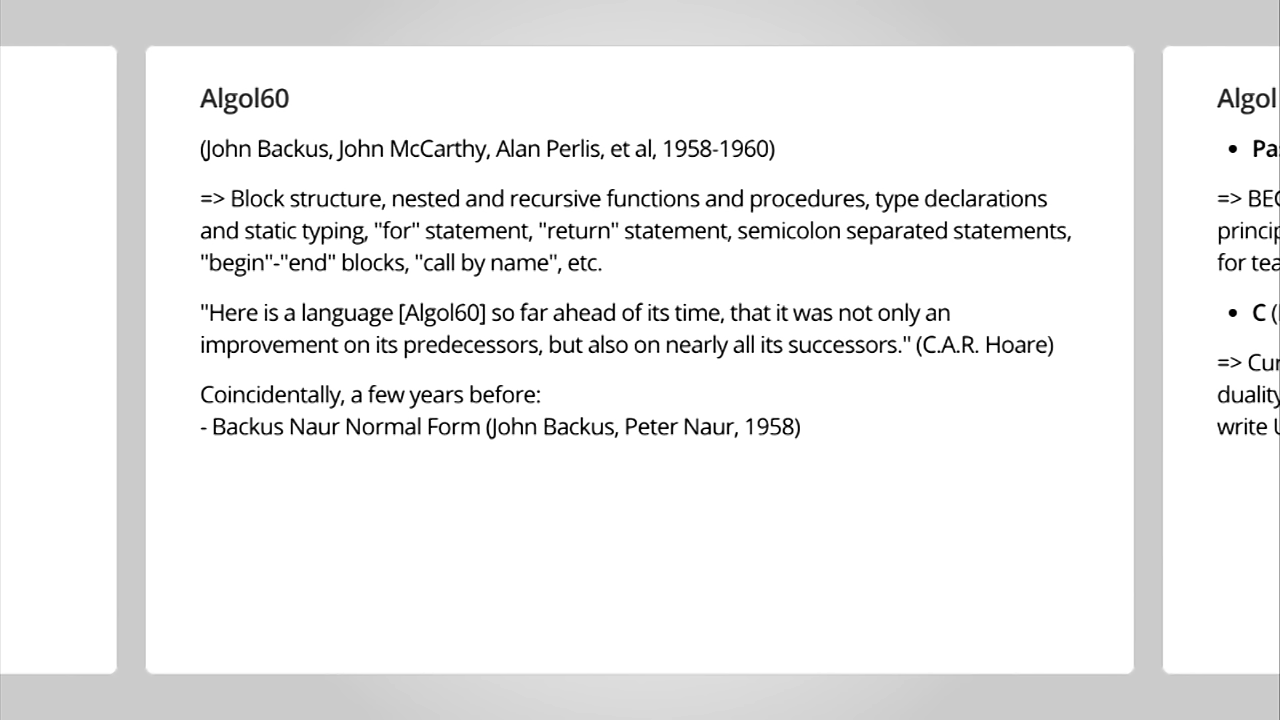 Algol60
(John Backus, John McCarthy, Alan Perlis, et al, 1958-1960)
=> Block structure, nested and recursive functions and procedures, type declarations
and static typing, "for" statement, "return" statement, semicolon separated statements,
"begin"-"end" blocks, "call by name", etc.
"Here is a language [Algol60] so far ahead of its time, that it was not only an
improvement on its predecessors, but also on nearly all its successors." (C.A.R. Hoare)
Coincidentally, a few years before:
- Backus Naur Normal Form (John Backus, Peter Naur, 1958)
Algol
=>
for
• C
=>
write